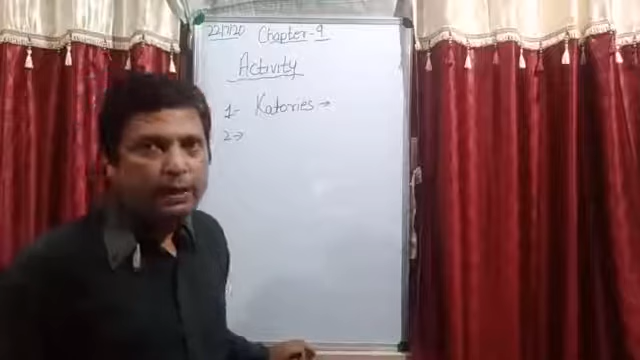 22/7/20 Chapter-9
Activity
1- Katories →
2→